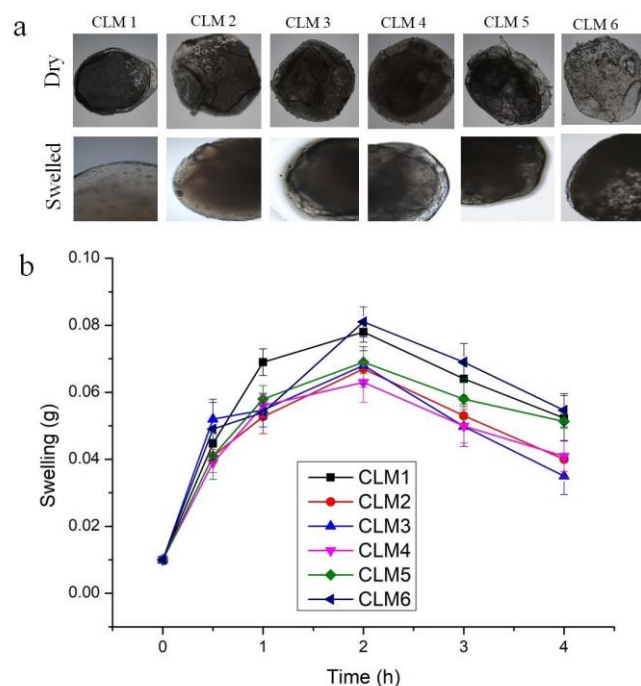 a
CLM 1 CLM 2 CLM 3 CLM 4 CLM 5 CLM 6
Dry
Swelled
b
0.10
0.08
0.06
0.04
0.02
0.00
Swelling (g)
CLM1
CLM2
CLM3
CLM4
CLM5
CLM6
0 1 2 3 4
Time (h)